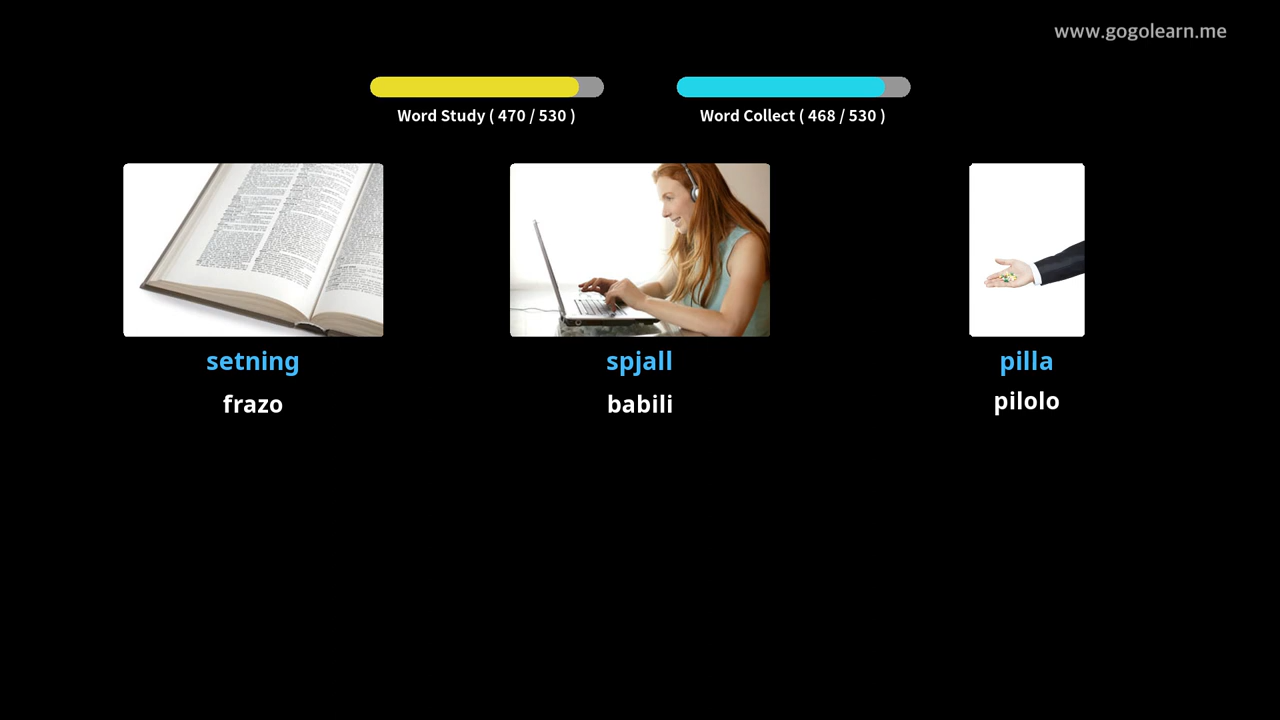 www.gogolearn.me
Word Study ( 470 / 530 )
Word Collect ( 468 / 530 )
setning
frazo
spjall
babili
pilla
pilolo